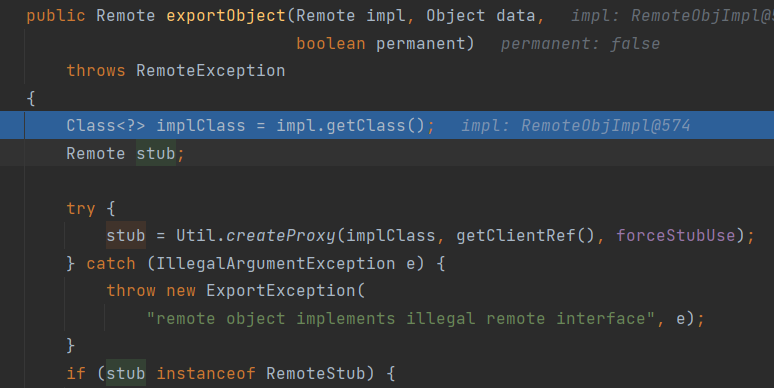 public Remote exportObject(Remote impl, Object data,   impl: RemoteObjImpl@5
                           boolean permanent)   permanent: false
    throws RemoteException
{
    Class<?> implClass = impl.getClass();   impl: RemoteObjImpl@574
    Remote stub;
    try {
        stub = Util.createProxy(implClass, getClientRef(), forceStubUse);
    } catch (IllegalArgumentException e) {
        throw new ExportException(
            "remote object implements illegal remote interface", e);
    }
    if (stub instanceof RemoteStub) {